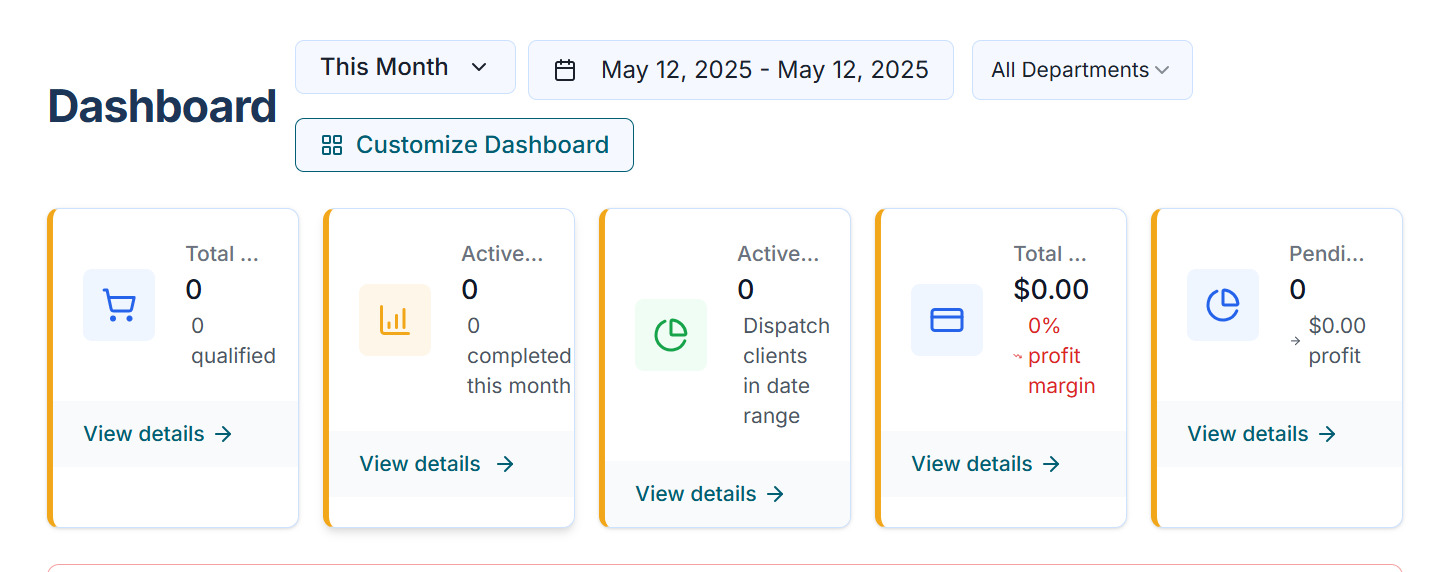 Dashboard
This Month
May 12, 2025 - May 12, 2025
All Departments
Customize Dashboard
Total ...
0
0
qualified
View details
Active...
0
0
completed
this month
View details
Active...
0
Dispatch
clients
in date
range
View details
Total ...
$0.00
0%
profit
margin
View details
Pendi...
0
$0.00
profit
View details